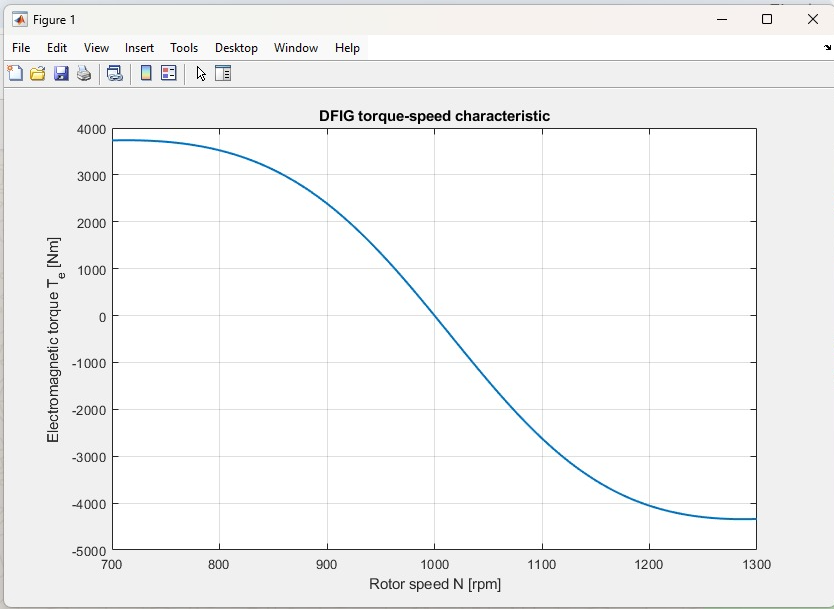 Figure 1
File Edit View Insert Tools Desktop Window Help
DFIG torque-speed characteristic
4000
3000
2000
1000
0
-1000
-2000
-3000
-4000
-5000
Electromagnetic torque Te [Nm]
700 800 900 1000 1100 1200 1300
Rotor speed N [rpm]